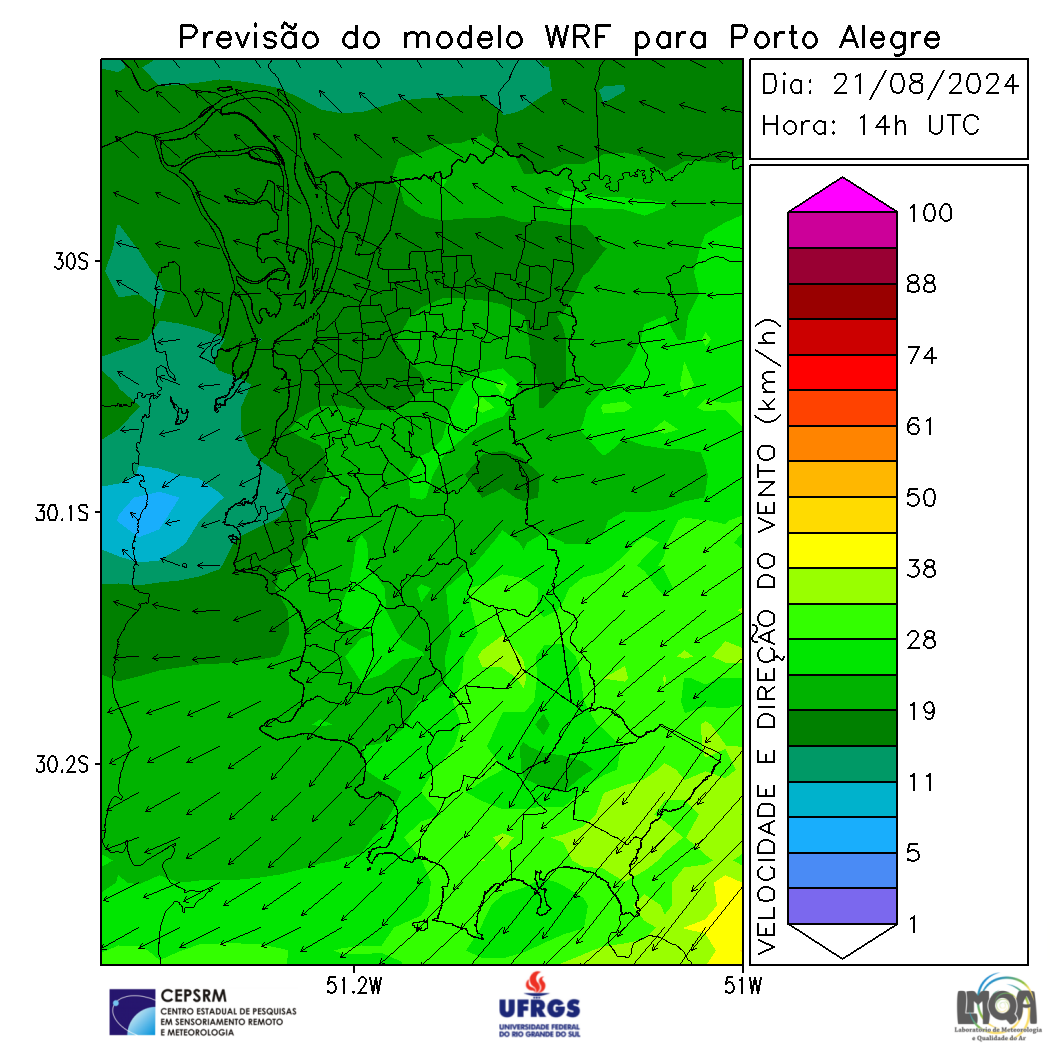 Previsão do modelo WRF para Porto Alegre
Dia: 21/08/2024
Hora: 14h UTC
30S
30.1S
30.2S
51.2W
51W
VELOCIDADE E DIREÇÃO DO VENTO (km/h)
100
88
74
61
50
38
28
19
11
5
1
CEPSRM
CENTRO ESTADUAL DE PESQUISAS
EM SENSORIAMENTO REMOTO
E METEOROLOGIA
UFRGS
UNIVERSIDADE FEDERAL
DO RIO GRANDE DO SUL
LMQA
Laboratório de Meteorologia
e Qualidade do Ar